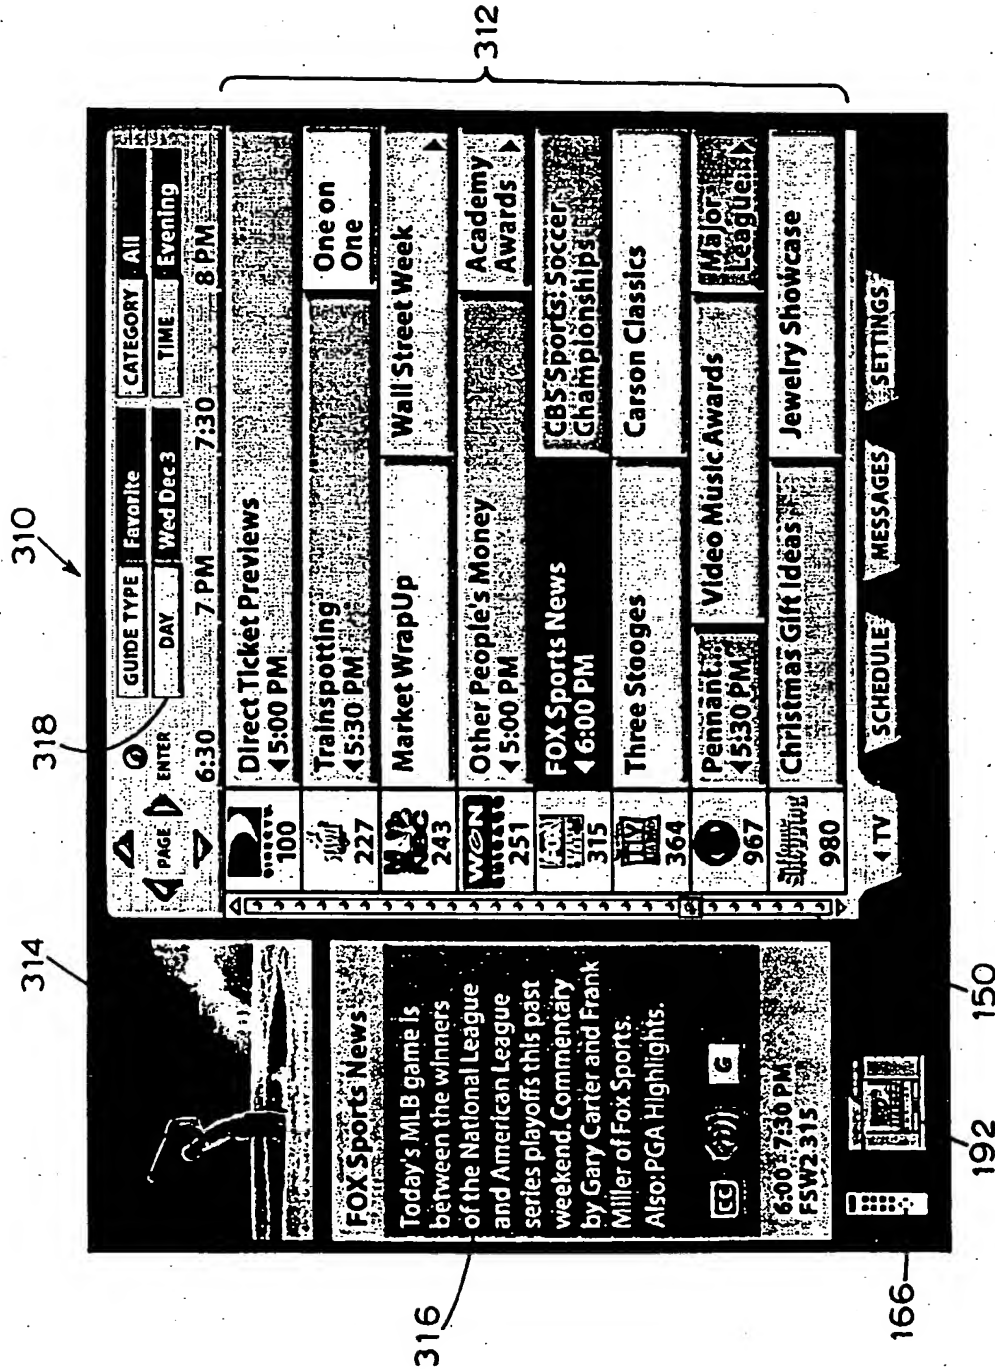 310
314
318
312
316
166
192
150
PAGE
ENTER
GUIDE TYPE Favorite
CATEGORY All
DAY Wed Dec 3
TIME Evening
6:30 7 PM 7:30 8 PM
100
Direct Ticket Previews
5:00 PM
227
Trainspotting
5:30 PM
One on
One
243
Market WrapUp
Wall Street Week
WGN
251
Other People's Money
5:00 PM
Academy
Awards
315
FOX Sports News
6:00 PM
CBS Sports: Soccer
Championships
364
Three Stooges
Carson Classics
967
Pennant...
5:30 PM
Video Music Awards
Major
League...
980
Christmas Gift Ideas
Jewelry Showcase
TV
SCHEDULE
MESSAGES
SETTINGS
FOX Sports News
Today's MLB game is
between the winners
of the National League
and American League
series playoffs this past
weekend. Commentary
by Gary Carter and Frank
Miller of Fox Sports.
Also: PGA Highlights.
CC
G
6:00 - 7:30 PM
FSW2 315